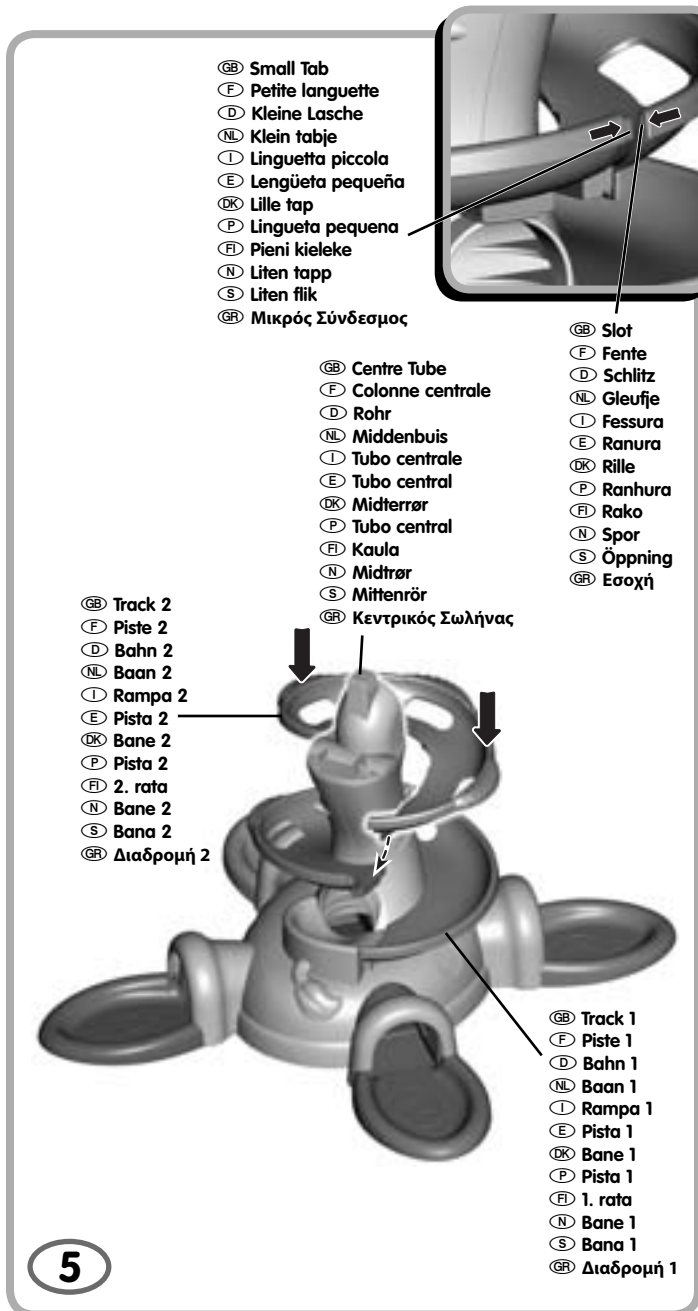 GB Small Tab
F Petite languette
D Kleine Lasche
NL Klein tabje
I Linguetta piccola
E Lengüeta pequeña
DK Lille tap
P Lingueta pequena
FI Pieni kieleke
N Liten tapp
S Liten flik
GR Μικρός Σύνδεσμος
GB Slot
F Fente
D Schlitz
NL Gleufje
I Fessura
E Ranura
DK Rille
P Ranhura
FI Rako
N Spor
S Öppning
GR Εσοχή
GB Centre Tube
F Colonne centrale
D Rohr
NL Middenbuis
I Tubo centrale
E Tubo central
DK Midterrør
P Tubo central
FI Kaula
N Midtrør
S Mittenrör
GR Κεντρικός Σωλήνας
GB Track 2
F Piste 2
D Bahn 2
NL Baan 2
I Rampa 2
E Pista 2
DK Bane 2
P Pista 2
FI 2. rata
N Bane 2
S Bana 2
GR Διαδρομή 2
GB Track 1
F Piste 1
D Bahn 1
NL Baan 1
I Rampa 1
E Pista 1
DK Bane 1
P Pista 1
FI 1. rata
N Bane 1
S Bana 1
GR Διαδρομή 1
5